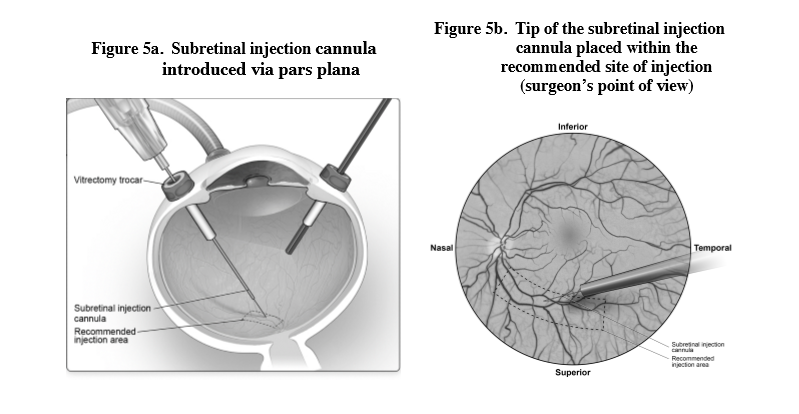 Figure 5a. Subretinal injection cannula
introduced via pars plana
Vitrectomy trocar
Subretinal injection
cannula
Recommended
injection area
Figure 5b. Tip of the subretinal injection
cannula placed within the
recommended site of injection
(surgeon's point of view)
Inferior
Nasal
Temporal
Subretinal injection
cannula
Recommended
injection area
Superior